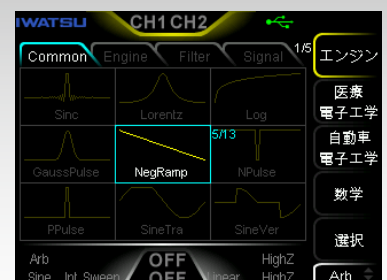 IWATSU CH1 CH2
Common Engine Filter Signal 1/5
エンジン
医療
電子工学
自動車
電子工学
数学
選択
Arb
Sinc Lorentz Log
5/13
GaussPulse NegRamp NPulse
PPulse SineTra SineVer
Arb OFF HighZ
Sine Int Sweep OFF Linear HighZ